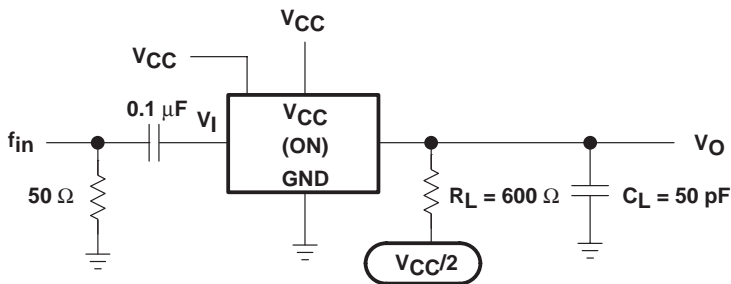 VCC
VCC
0.1 μF
VI
VCC
fin
(ON)
VO
GND
50 Ω
RL = 600 Ω
CL = 50 pF
VCC/2